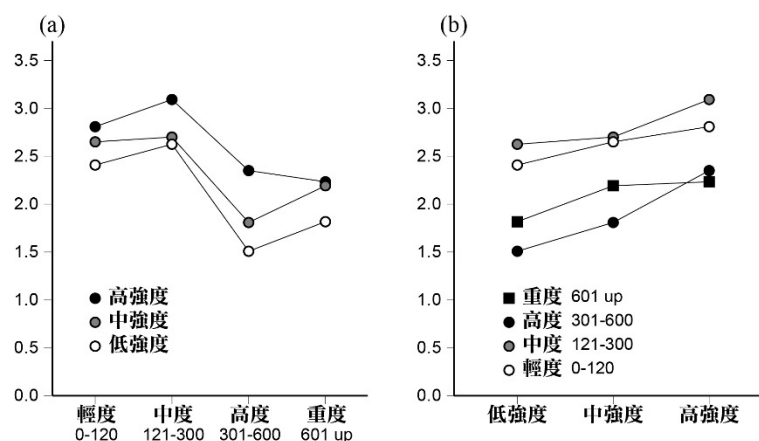 (a)
3.5
3.0
2.5
2.0
1.5
1.0
0.5
0.0
高強度
中強度
低強度
輕度 中度 高度 重度
0-120 121-300 301-600 601 up
(b)
3.5
3.0
2.5
2.0
1.5
1.0
0.5
0.0
重度 601 up
高度 301-600
中度 121-300
輕度 0-120
低強度 中強度 高強度